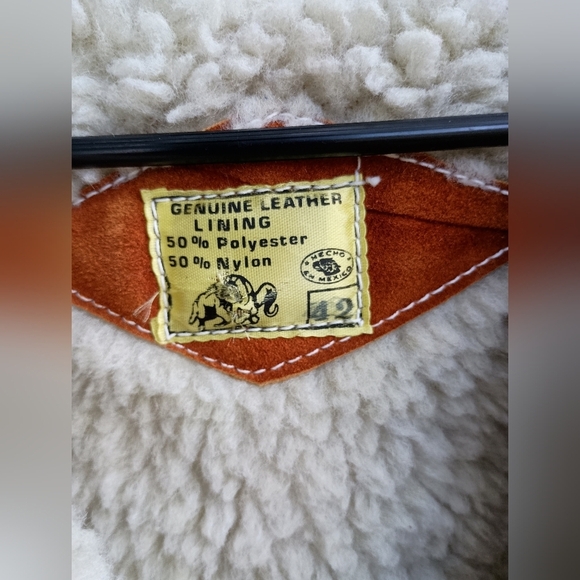 GENUINE LEATHER
LINING
50% Polyester
50% Nylon
HECHO
EN MEXICO
42